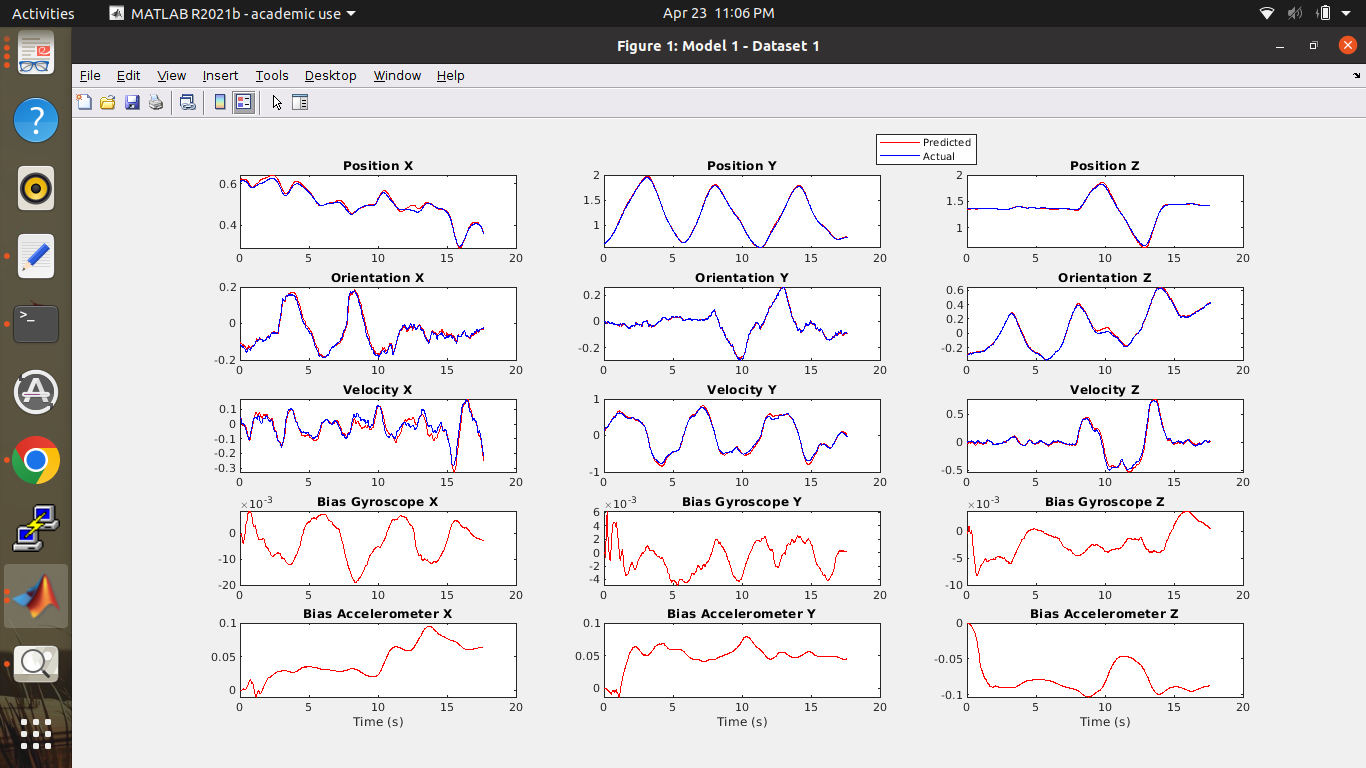 Activities MATLAB R2021b - academic use Apr 23 11:06 PM
Figure 1: Model 1 - Dataset 1
File Edit View Insert Tools Desktop Window Help
Predicted
Actual
Position X Position Y Position Z
0.6 0.4 0 5 10 15 20
2 1.5 1 0 5 10 15 20
2 1.5 1 0 5 10 15 20
Orientation X Orientation Y Orientation Z
0.2 0 -0.2 0 5 10 15 20
0.2 0 -0.2 0 5 10 15 20
0.6 0.4 0.2 0 -0.2 0 5 10 15 20
Velocity X Velocity Y Velocity Z
0.1 0 -0.1 -0.2 -0.3 0 5 10 15 20
1 0 -1 0 5 10 15 20
0.5 0 -0.5 0 5 10 15 20
Bias Gyroscope X Bias Gyroscope Y Bias Gyroscope Z
×10-3 0 -10 -20 0 5 10 15 20
×10-3 6 4 2 0 -2 -4 0 5 10 15 20
×10-3 0 -5 -10 0 5 10 15 20
Bias Accelerometer X Bias Accelerometer Y Bias Accelerometer Z
0.1 0.05 0 0 5 10 15 20
0.1 0.05 0 0 5 10 15 20
0 -0.05 -0.1 0 5 10 15 20
Time (s) Time (s) Time (s)